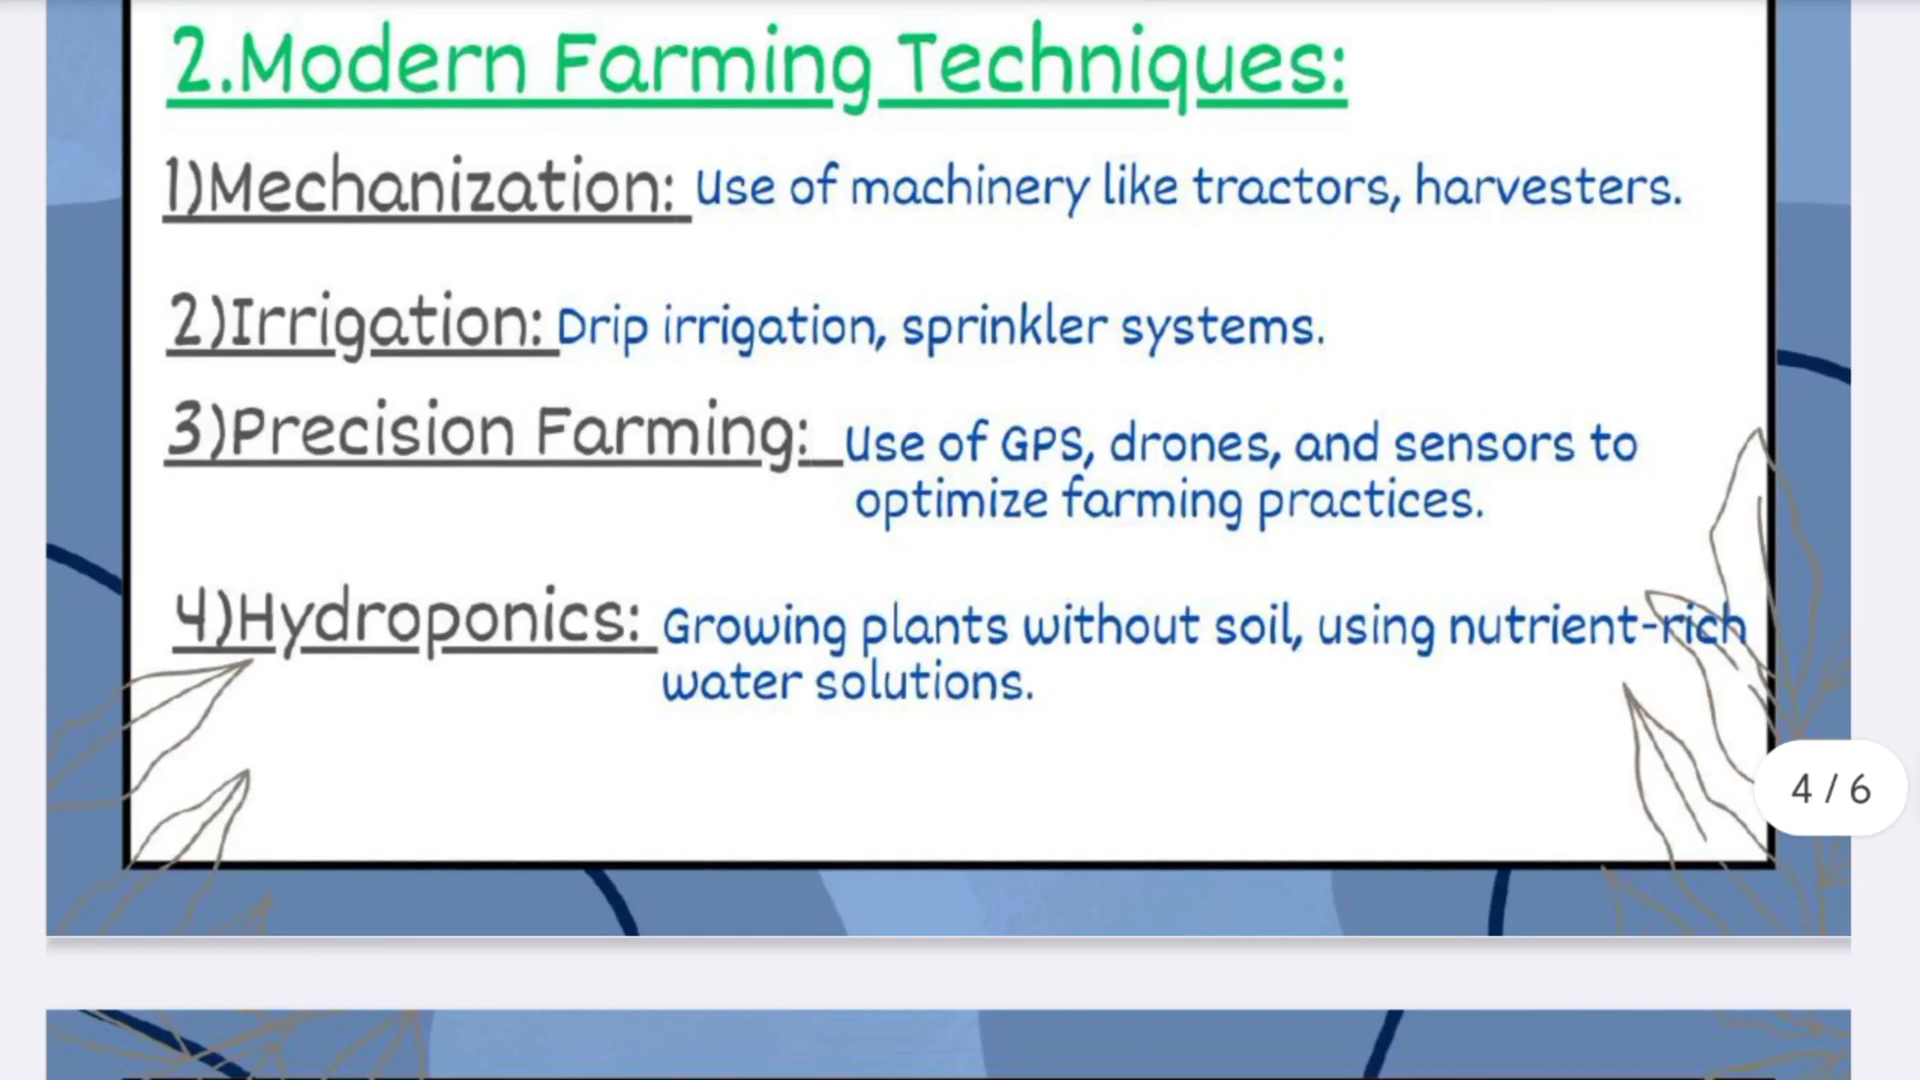 2.Modern Farming Techniques:
1)Mechanization: Use of machinery like tractors, harvesters.
2)Irrigation: Drip irrigation, sprinkler systems.
3)Precision Farming: Use of GPS, drones, and sensors to
optimize farming practices.
4)Hydroponics: Growing plants without soil, using nutrient-rich
water solutions.
4 / 6